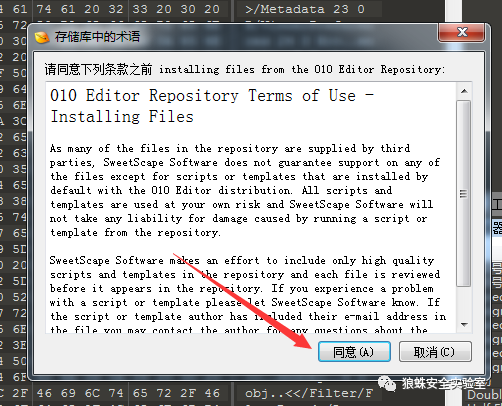 61 74 61 20 32 33 20 30 20
>/Metadata 23 0
存储库中的术语
请同意下列条款之前 installing files from the 010 Editor Repository:
010 Editor Repository Terms of Use -
Installing Files
As many of the files in the repository are supplied by third
parties, SweetScape Software does not guarantee support on any of
the files except for scripts or templates that are installed by
default with the 010 Editor distribution. All scripts and
templates are used at your own risk and SweetScape Software will
not take any liability for damage caused by running a script or
template from the repository.
SweetScape Software makes an effort to include only high quality
scripts and templates in the repository and each file is reviewed
before it appears in the repository. If you experience a problem
with a script or template please let SweetScape Software know. If
the script or template author has included their e-mail address in
the file you may contact the author for any questions about the
同意(A)
取消(C)
狼蛛安全实验室
2F 46 69 6C 74 65 72 2F 46
obj..<</Filter/F
Doubl